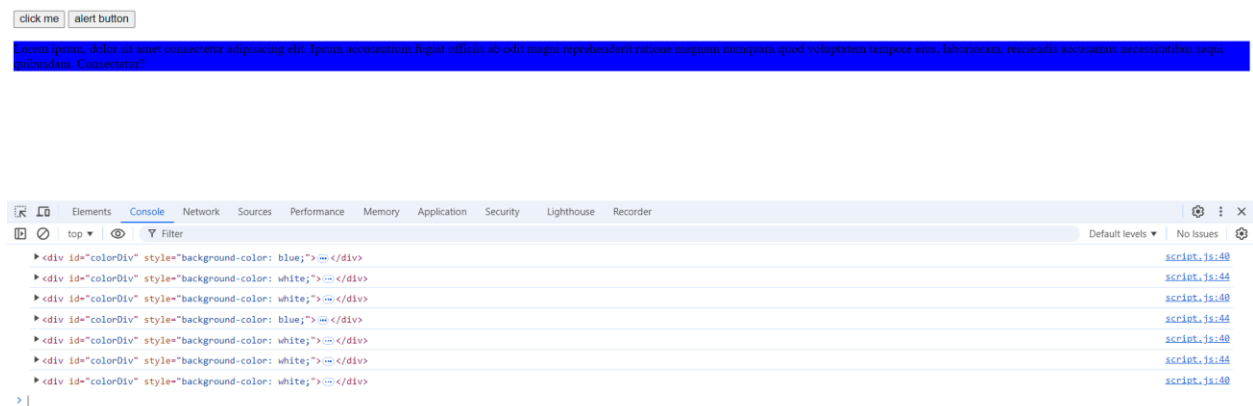 click me alert button
Lorem ipsum, dolor sit amet consectetur adipisicing elit. Ipsum accusantium fugiat officiis ab odit magni reprehenderit ratione magnam numquam quod voluptatem tempore eius, laboriosam, reiciendis accusamus necessitatibus sequi
quibusdam. Consectetur?
Elements Console Network Sources Performance Memory Application Security Lighthouse Recorder
top ▼ Filter Default levels ▼ No Issues
<div id="colorDiv" style="background-color: blue;">…</div> script.js:40
<div id="colorDiv" style="background-color: white;">…</div> script.js:44
<div id="colorDiv" style="background-color: white;">…</div> script.js:40
<div id="colorDiv" style="background-color: blue;">…</div> script.js:44
<div id="colorDiv" style="background-color: white;">…</div> script.js:40
<div id="colorDiv" style="background-color: white;">…</div> script.js:44
<div id="colorDiv" style="background-color: white;">…</div> script.js:40
>